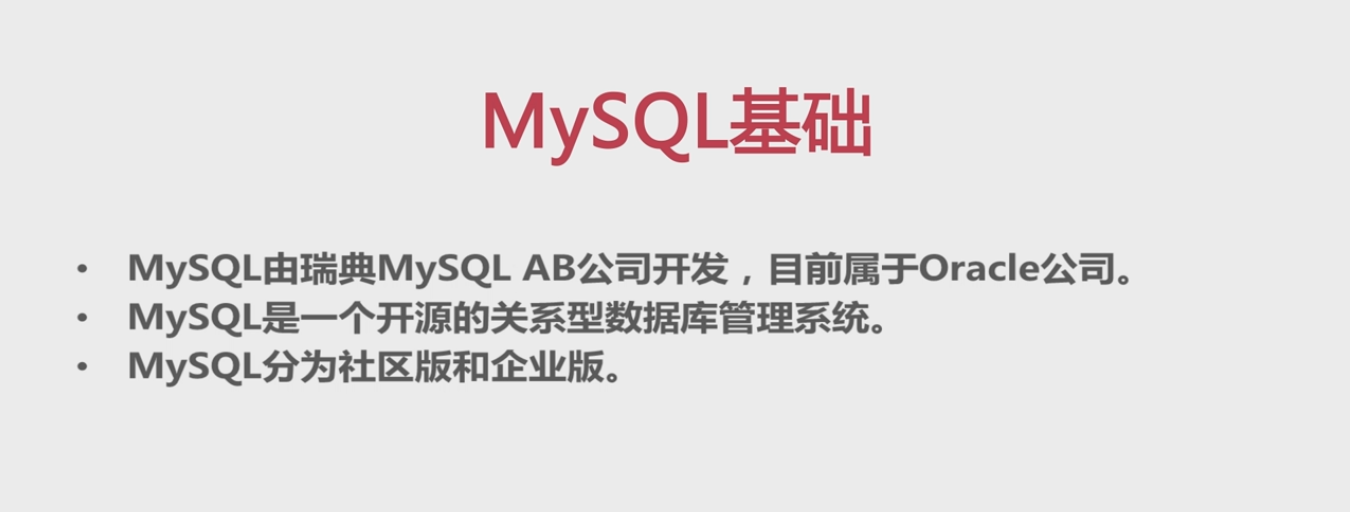 MySQL基础
• MySQL由瑞典MySQL AB公司开发，目前属于Oracle公司。
• MySQL是一个开源的关系型数据库管理系统。
• MySQL分为社区版和企业版。